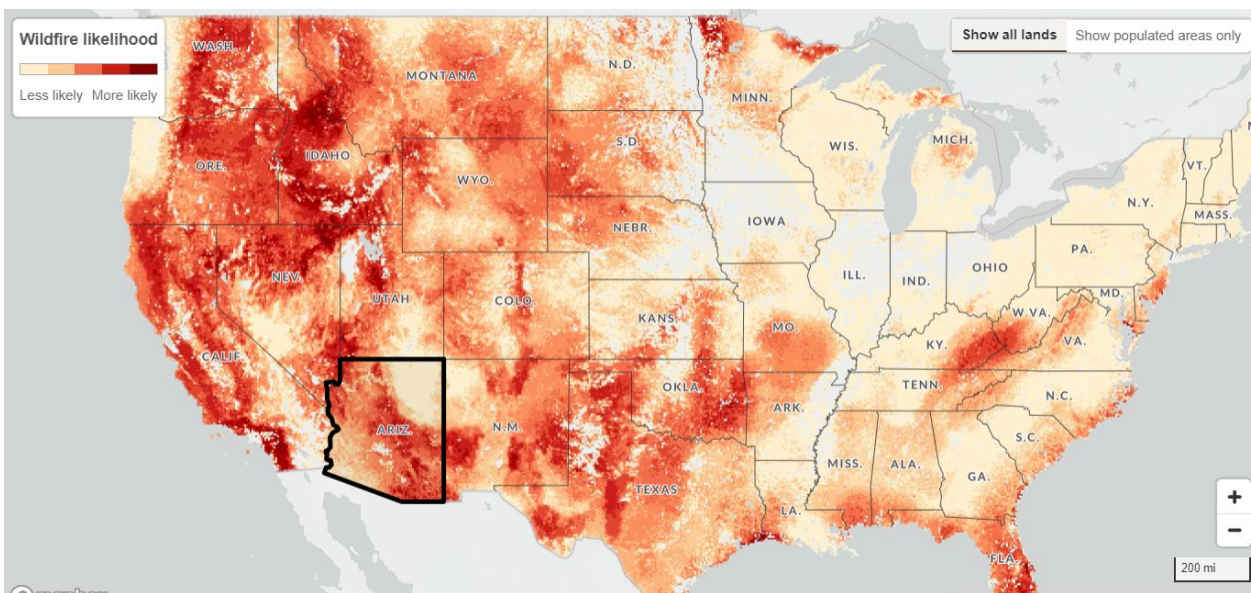 Wildfire likelihood
Less likely More likely
Show all lands Show populated areas only
WASH.
MONTANA
N.D.
MINN.
ORE.
IDAHO
WYO.
S.D.
WIS.
MICH.
VT.
N.Y.
MASS.
NEV.
UTAH
COLO.
NEBR.
IOWA
ILL.
IND.
OHIO
PA.
MD.
CALIF.
KANS.
MO.
KY.
W.VA.
VA.
ARIZ.
N.M.
OKLA.
ARK.
TENN.
N.C.
S.C.
TEXAS
LA.
MISS.
ALA.
GA.
FLA.
+
−
200 mi